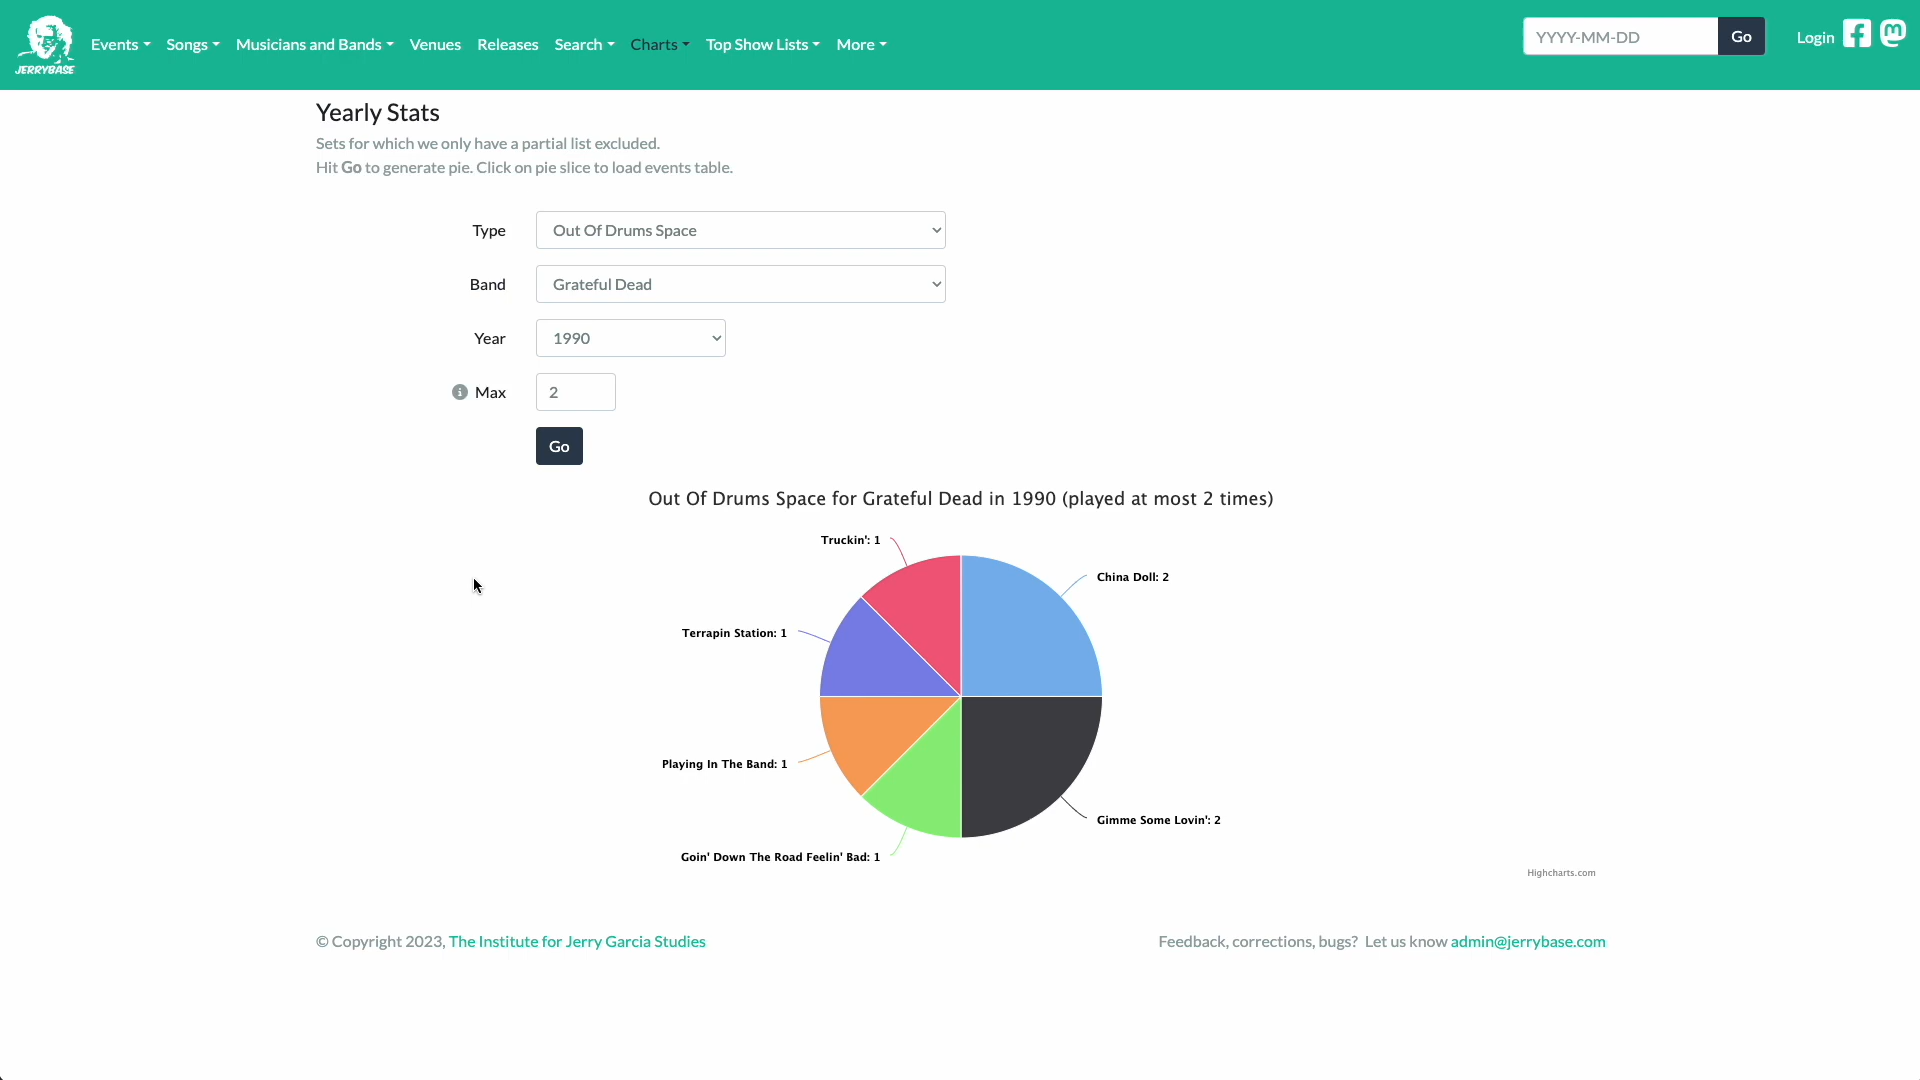 JERRYBASE
Events Songs Musicians and Bands Venues Releases Search Charts Top Show Lists More
YYYY-MM-DD Go Login
Yearly Stats
Sets for which we only have a partial list excluded.
Hit Go to generate pie. Click on pie slice to load events table.
Type Out Of Drums Space
Band Grateful Dead
Year 1990
i Max 2
Go
Out Of Drums Space for Grateful Dead in 1990 (played at most 2 times)
Truckin': 1
China Doll: 2
Terrapin Station: 1
Playing In The Band: 1
Gimme Some Lovin': 2
Goin' Down The Road Feelin' Bad: 1
Highcharts.com
© Copyright 2023, The Institute for Jerry Garcia Studies
Feedback, corrections, bugs? Let us know admin@jerrybase.com